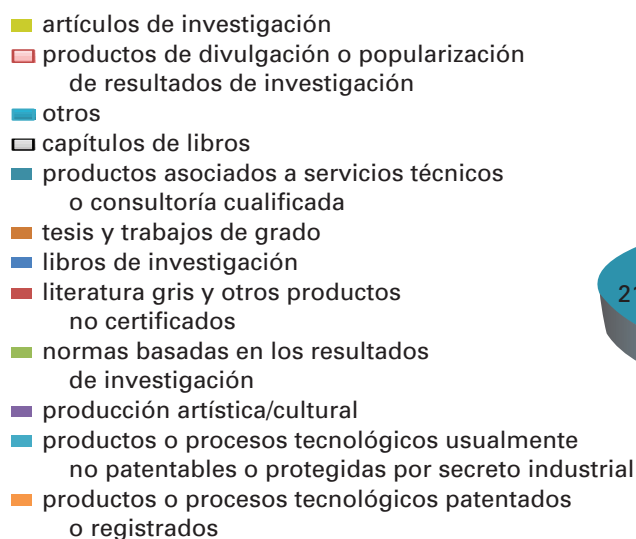 artículos de investigación
productos de divulgación o popularización
de resultados de investigación
otros
capítulos de libros
productos asociados a servicios técnicos
o consultoría cualificada
tesis y trabajos de grado
libros de investigación
literatura gris y otros productos
no certificados
normas basadas en los resultados
de investigación
producción artística/cultural
productos o procesos tecnológicos usualmente
no patentables o protegidas por secreto industrial
productos o procesos tecnológicos patentados
o registrados